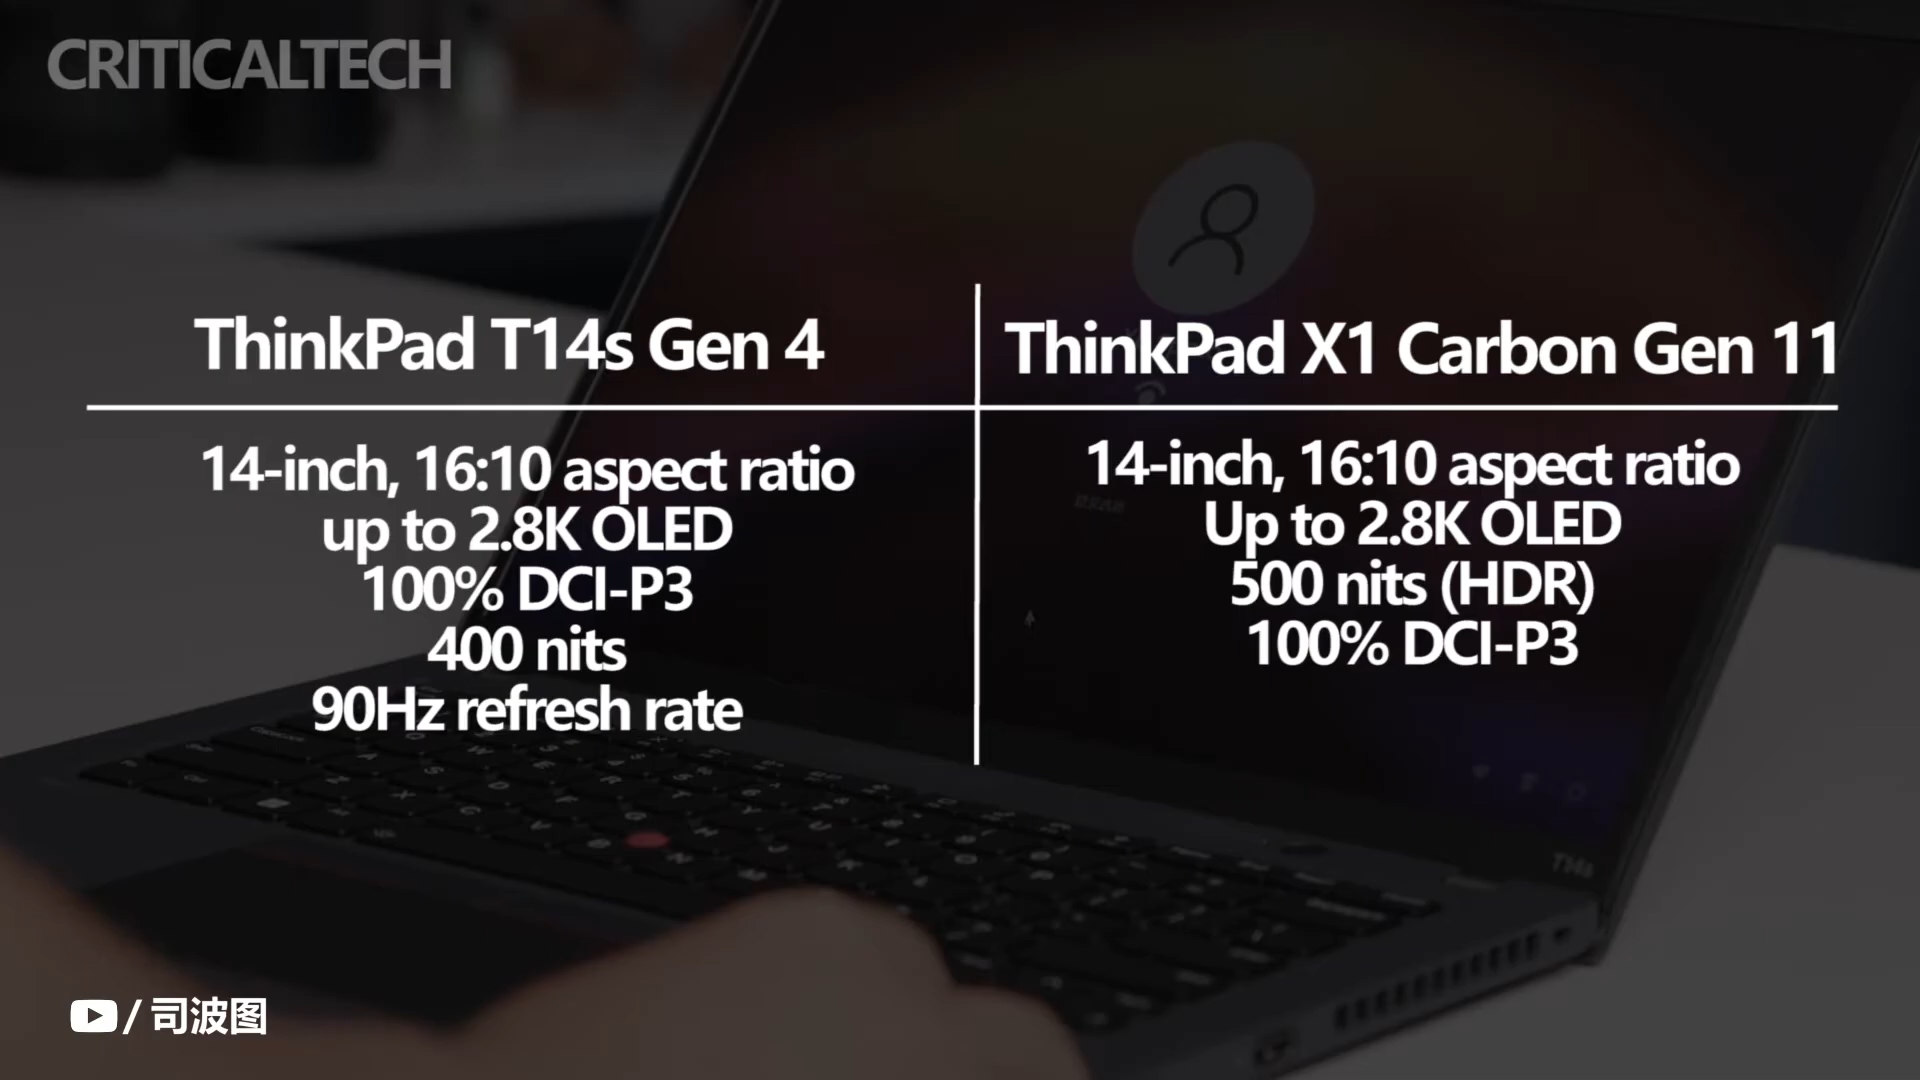 CRITICALTECH
ThinkPad T14s Gen 4
ThinkPad X1 Carbon Gen 11
14-inch, 16:10 aspect ratio
up to 2.8K OLED
100% DCI-P3
400 nits
90Hz refresh rate
14-inch, 16:10 aspect ratio
Up to 2.8K OLED
500 nits (HDR)
100% DCI-P3
T14s
/ 司波图